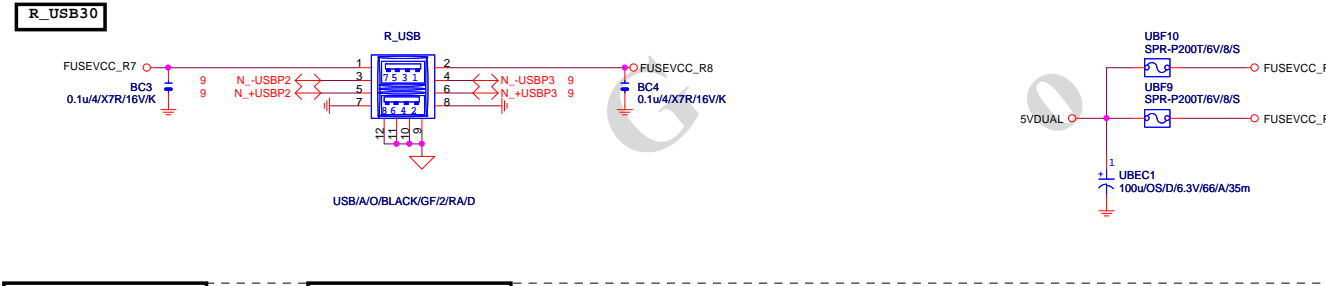 R_USB30
R_USB
FUSEVCC_R7
1
2
FUSEVCC_R8
BC3
0.1u/4/X7R/16V/K
9 N_-USBP2
3
7 5 3 1
4
N_-USBP3 9
9 N_+USBP2
5
6
N_+USBP3 9
7
8 6 4 2
8
BC4
0.1u/4/X7R/16V/K
12
11
10
9
USB/A/O/BLACK/GF/2/RA/D
G
O
UBF10
SPR-P200T/6V/8/S
FUSEVCC_
UBF9
SPR-P200T/6V/8/S
5VDUAL
FUSEVCC_
1
+
UBEC1
100u/OS/D/6.3V/66/A/35m